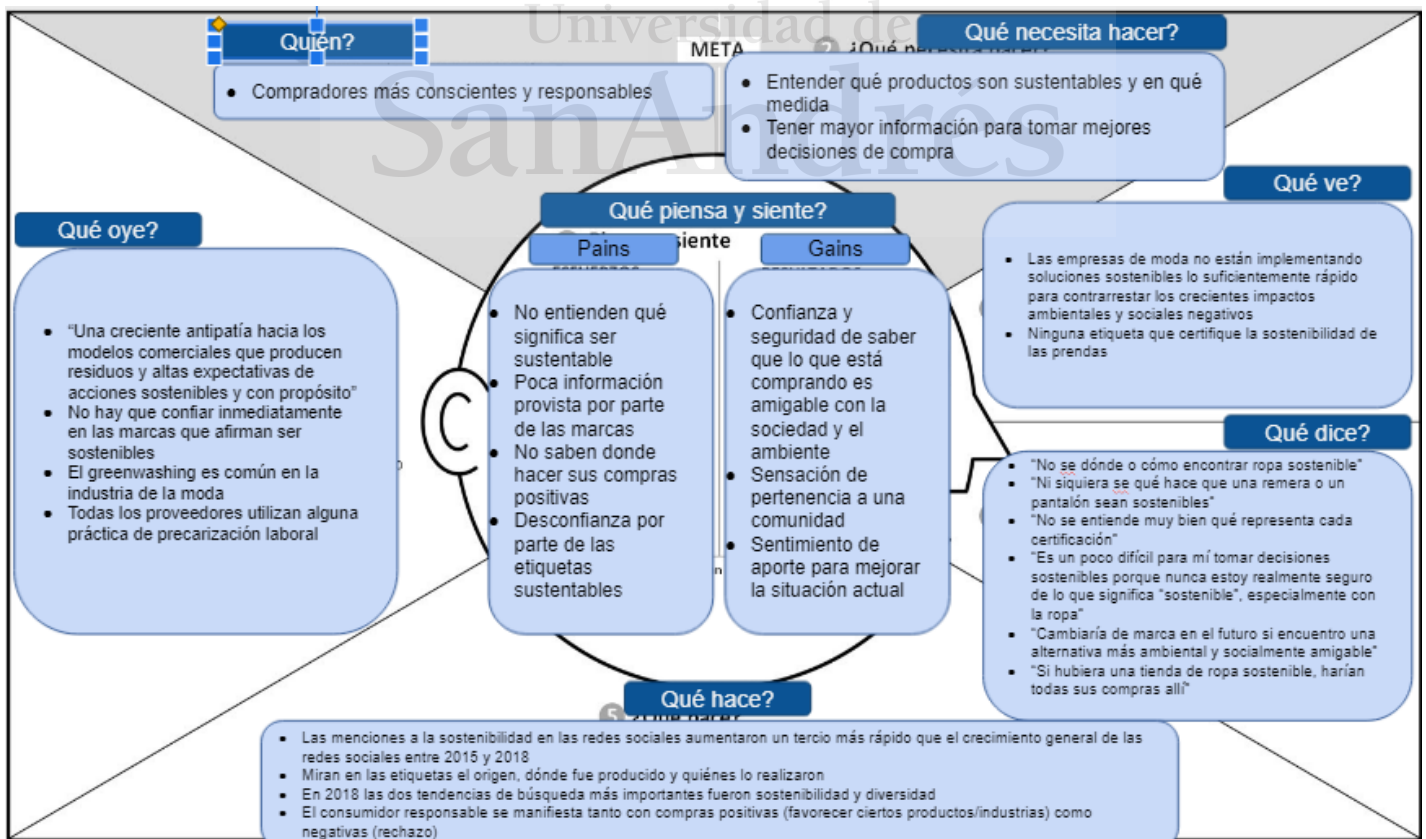 Universidad de
SanAndrés
Quién?
META
2 ¿Qué necesita hacer?
Qué necesita hacer?
● Compradores más conscientes y responsables
● Entender qué productos son sustentables y en qué
medida
● Tener mayor información para tomar mejores
decisiones de compra
Qué oye?
● “Una creciente antipatía hacia los
modelos comerciales que producen
residuos y altas expectativas de
acciones sostenibles y con propósito”
● No hay que confiar inmediatamente
en las marcas que afirman ser
sostenibles
● El greenwashing es común en la
industria de la moda
● Todas los proveedores utilizan alguna
práctica de precarización laboral
Qué piensa y siente?
siente
Pains
● No entienden qué
significa ser
sustentable
● Poca información
provista por parte
de las marcas
● No saben donde
hacer sus compras
positivas
● Desconfianza por
parte de las
etiquetas
sustentables
Gains
● Confianza y
seguridad de saber
que lo que está
comprando es
amigable con la
sociedad y el
ambiente
● Sensación de
pertenencia a una
comunidad
● Sentimiento de
aporte para mejorar
la situación actual
Qué ve?
● Las empresas de moda no están implementando
soluciones sostenibles lo suficientemente rápido
para contrarrestar los crecientes impactos
ambientales y sociales negativos
● Ninguna etiqueta que certifique la sostenibilidad de
las prendas
Qué dice?
● “No se dónde o cómo encontrar ropa sostenible”
● “Ni siquiera se qué hace que una remera o un
pantalón sean sostenibles”
● “No se entiende muy bien qué representa cada
certificación”
● “Es un poco difícil para mí tomar decisiones
sostenibles porque nunca estoy realmente seguro
de lo que significa “sostenible”, especialmente con
la ropa”
● “Cambiaría de marca en el futuro si encuentro una
alternativa más ambiental y socialmente amigable”
● “Si hubiera una tienda de ropa sostenible, harían
todas sus compras allí”
Qué hace?
5
● Las menciones a la sostenibilidad en las redes sociales aumentaron un tercio más rápido que el crecimiento general de las
redes sociales entre 2015 y 2018
● Miran en las etiquetas el origen, dónde fue producido y quiénes lo realizaron
● En 2018 las dos tendencias de búsqueda más importantes fueron sostenibilidad y diversidad
● El consumidor responsable se manifiesta tanto con compras positivas (favorecer ciertos productos/industrias) como
negativas (rechazo)